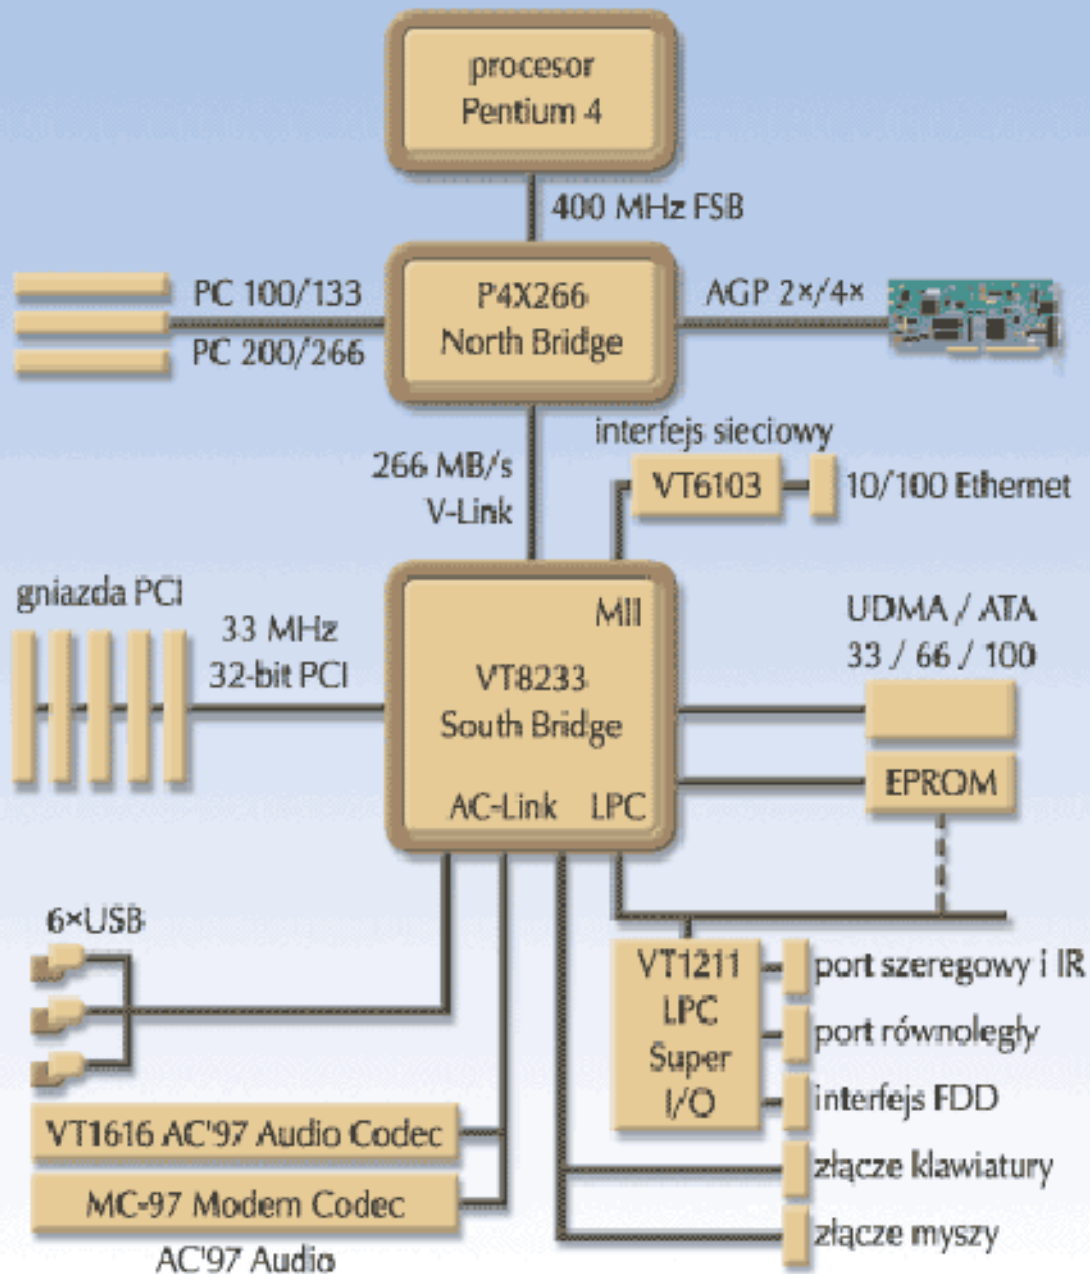 procesor
Pentium 4
400 MHz FSB
PC 100/133
PC 200/266
P4X266
North Bridge
AGP 2×/4×
266 MB/s
V-Link
interfejs sieciowy
VT6103
10/100 Ethernet
gniazda PCI
33 MHz
32-bit PCI
MII
VT8233
South Bridge
AC-Link LPC
UDMA / ATA
33 / 66 / 100
EPROM
6×USB
VT1616 AC'97 Audio Codec
MC-97 Modem Codec
AC'97 Audio
VT1211
LPC
Super
I/O
port szeregowy i IR
port równoległy
interfejs FDD
złącze klawiatury
złącze myszy